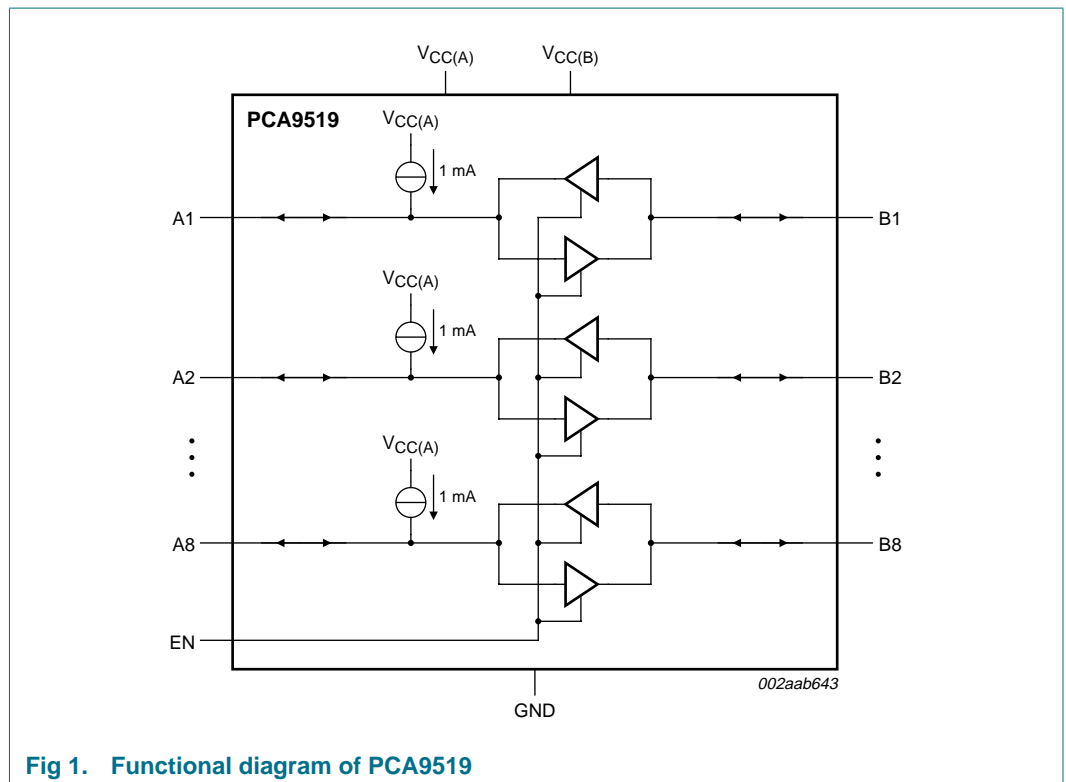 VCC(A) VCC(B)
PCA9519
VCC(A)
1 mA
A1 B1
VCC(A)
1 mA
A2 B2
VCC(A)
1 mA
A8 B8
EN
002aab643
GND
Fig 1. Functional diagram of PCA9519